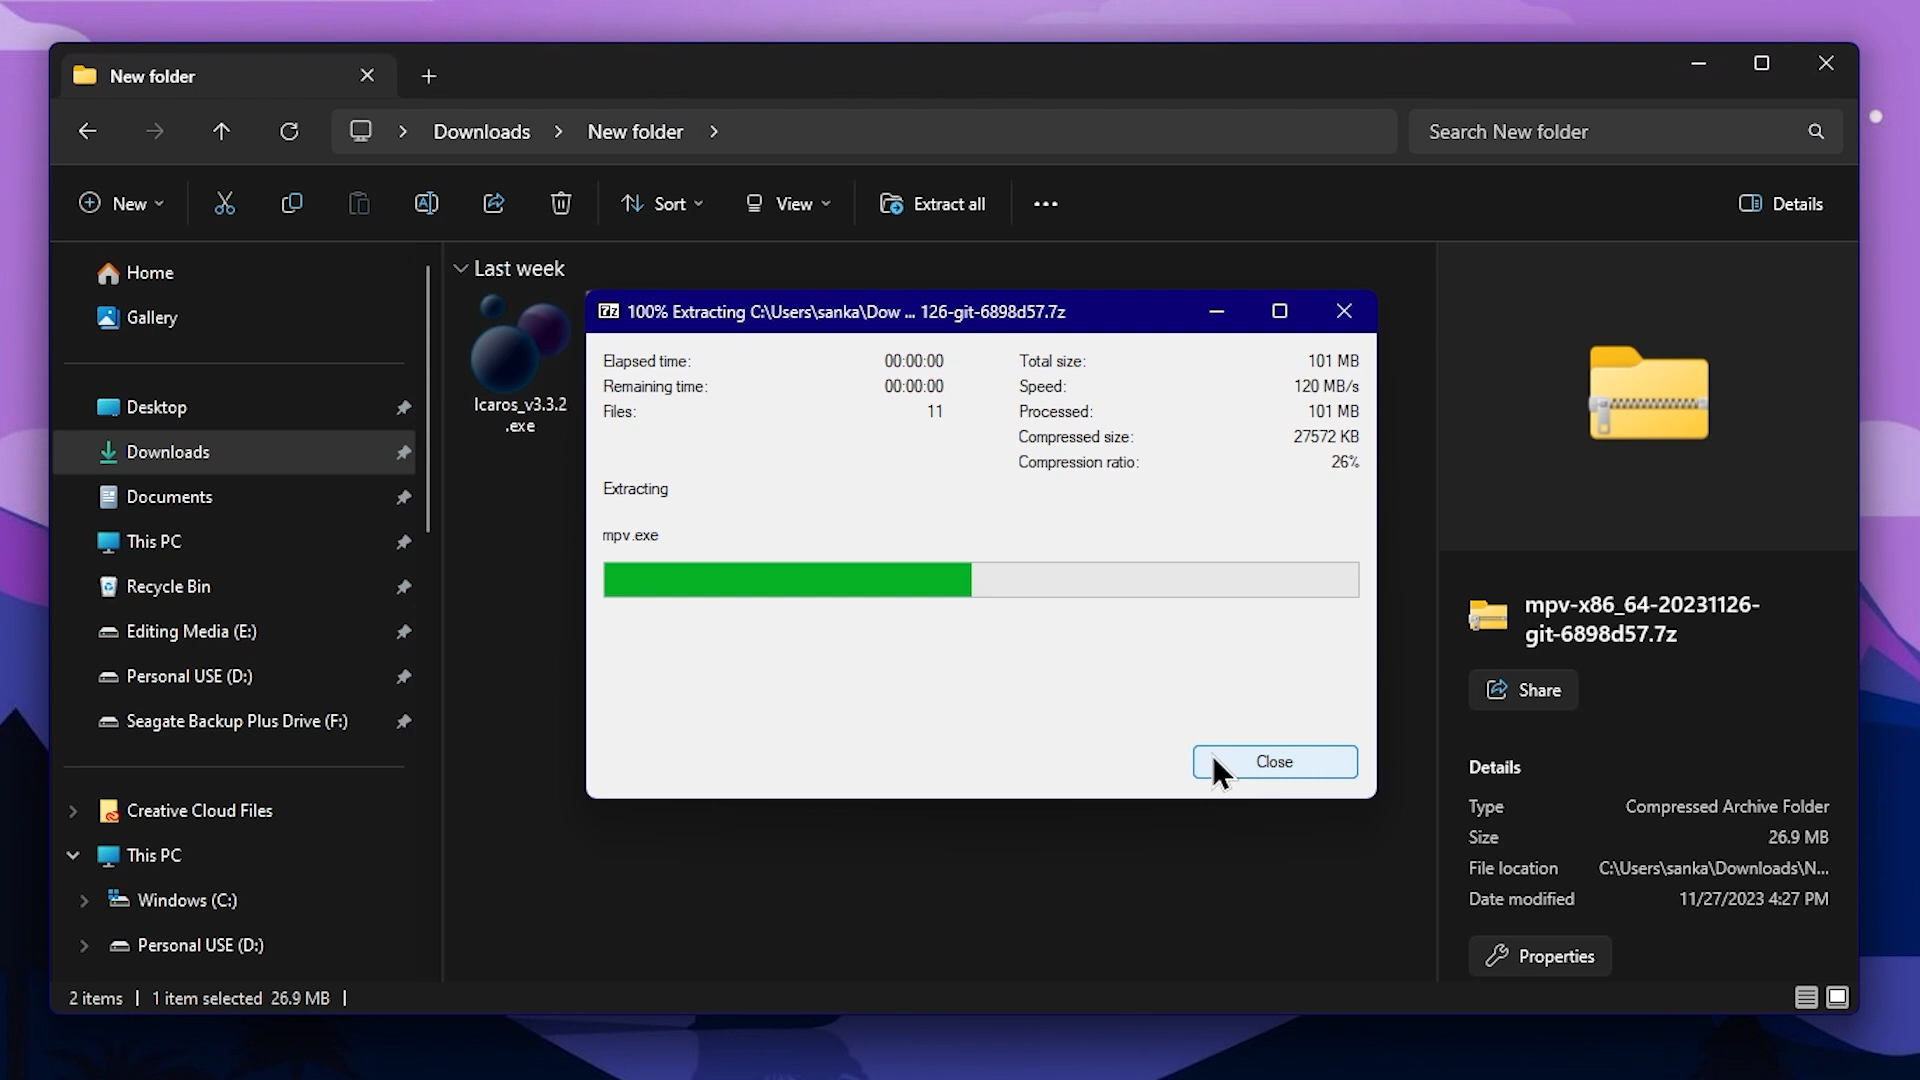 New folder
Downloads > New folder >
Search New folder
New
Sort
View
Extract all
Details
Home
Gallery
Desktop
Downloads
Documents
This PC
Recycle Bin
Editing Media (E:)
Personal USE (D:)
Seagate Backup Plus Drive (F:)
Creative Cloud Files
This PC
Windows (C:)
Personal USE (D:)
Last week
Icaros_v3.3.2
.exe
7z 100% Extracting C:\Users\sanka\Dow ... 126-git-6898d57.7z
Elapsed time: 00:00:00 Total size: 101 MB
Remaining time: 00:00:00 Speed: 120 MB/s
Files: 11 Processed: 101 MB
Compressed size: 27572 KB
Compression ratio: 26%
Extracting
mpv.exe
Close
mpv-x86_64-20231126-
git-6898d57.7z
Share
Details
Type Compressed Archive Folder
Size 26.9 MB
File location C:\Users\sanka\Downloads\N...
Date modified 11/27/2023 4:27 PM
Properties
2 items | 1 item selected 26.9 MB |